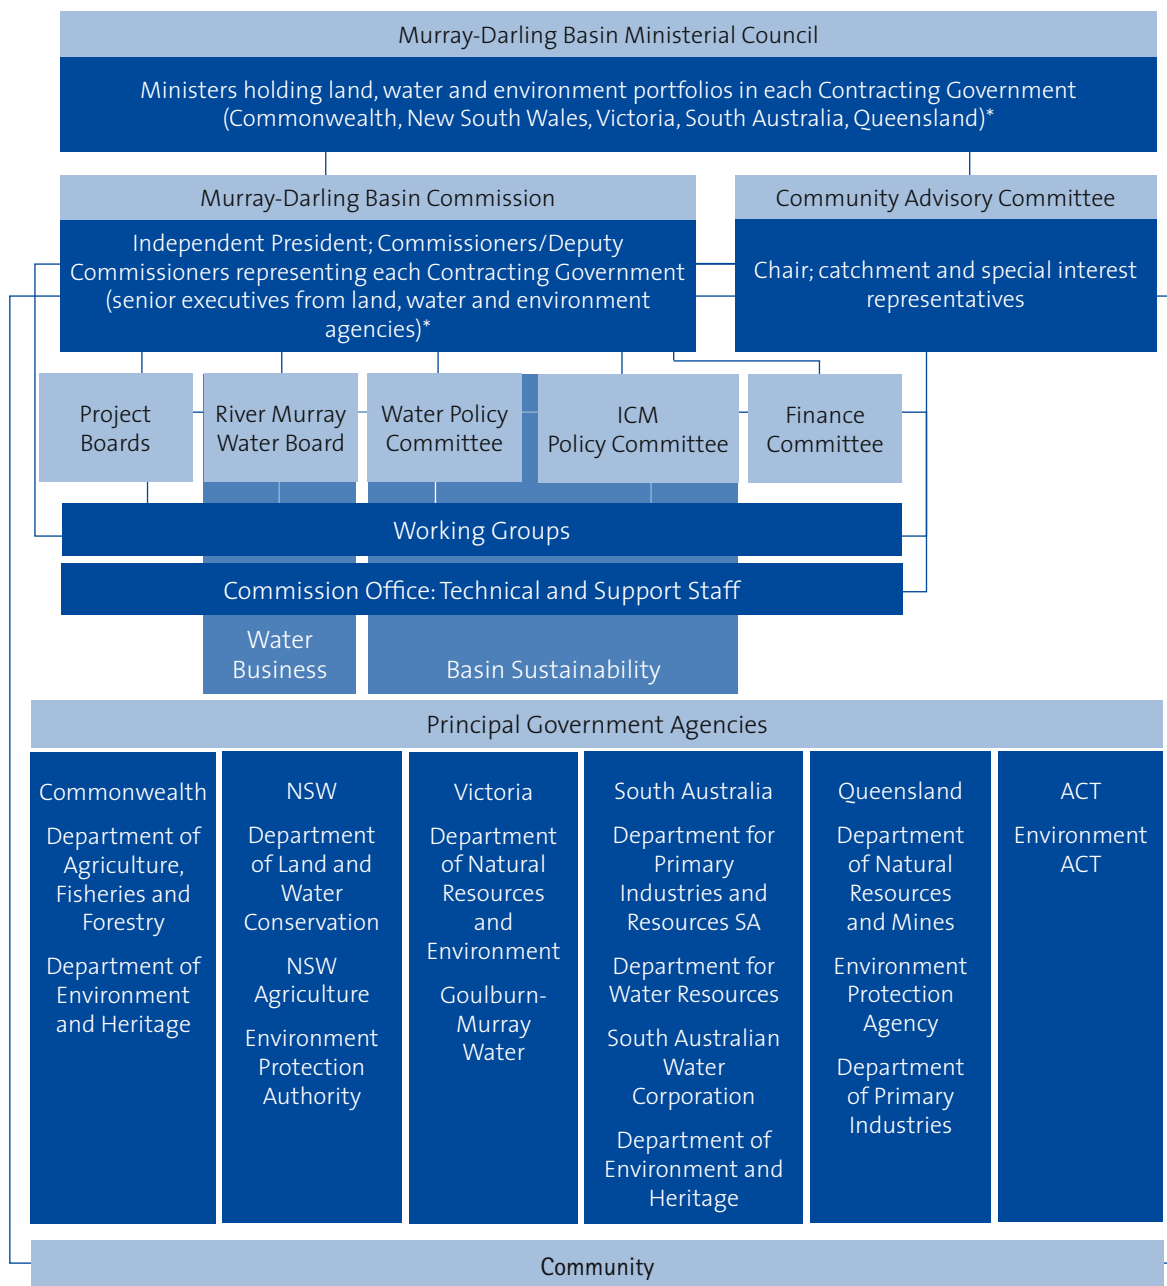 Murray-Darling Basin Ministerial Council
Ministers holding land, water and environment portfolios in each Contracting Government
(Commonwealth, New South Wales, Victoria, South Australia, Queensland)*
Murray-Darling Basin Commission
Independent President; Commissioners/Deputy
Commissioners representing each Contracting Government
(senior executives from land, water and environment
agencies)*
Community Advisory Committee
Chair; catchment and special interest
representatives
Project
Boards
River Murray
Water Board
Water Policy
Committee
ICM
Policy Committee
Finance
Committee
Working Groups
Commission Office: Technical and Support Staff
Water
Business
Basin Sustainability
Principal Government Agencies
Commonwealth
Department of
Agriculture,
Fisheries and
Forestry
Department of
Environment
and Heritage
NSW
Department
of Land and
Water
Conservation
NSW
Agriculture
Environment
Protection
Authority
Victoria
Department
of Natural
Resources
and
Environment
Goulburn-
Murray
Water
South Australia
Department for
Primary
Industries and
Resources SA
Department for
Water Resources
South Australian
Water
Corporation
Department of
Environment and
Heritage
Queensland
Department
of Natural
Resources
and Mines
Environment
Protection
Agency
Department
of Primary
Industries
ACT
Environment
ACT
Community